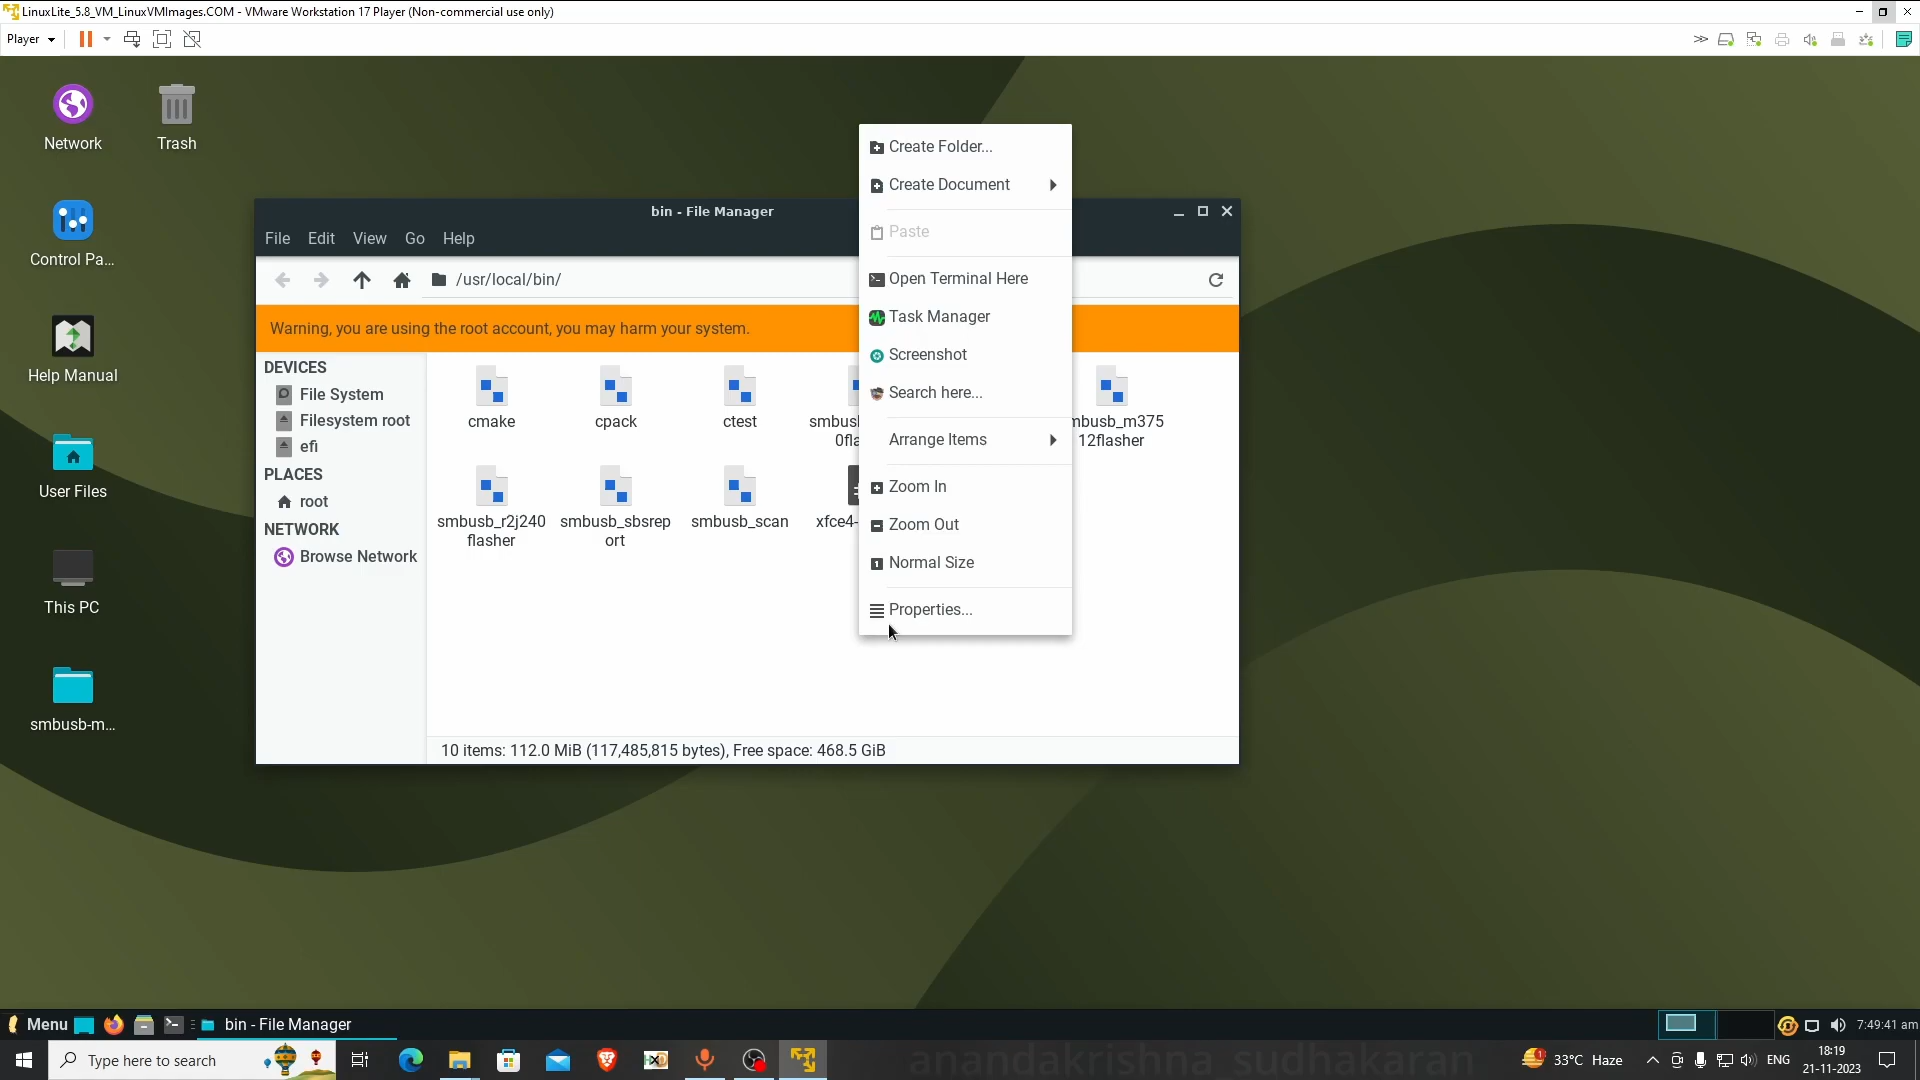 LinuxLite_5.8_VM_LinuxVMImages.COM - VMware Workstation 17 Player (Non-commercial use only)
Player
Network
Trash
Control Pa...
Help Manual
User Files
This PC
smbusb-m...
bin - File Manager
File Edit View Go Help
/usr/local/bin/
Warning, you are using the root account, you may harm your system.
DEVICES
File System
Filesystem root
efi
PLACES
root
NETWORK
Browse Network
cmake
cpack
ctest
smbusb
0fla
mbusb_m375
12flasher
smbusb_r2j240
flasher
smbusb_sbsrep
ort
smbusb_scan
xfce4-
10 items: 112.0 MiB (117,485,815 bytes), Free space: 468.5 GiB
Create Folder...
Create Document
Paste
Open Terminal Here
Task Manager
Screenshot
Search here...
Arrange Items
Zoom In
Zoom Out
Normal Size
Properties...
Menu
bin - File Manager
7:49:41 am
Type here to search
anandakrishna sudhakaran
33°C Haze
ENG
18:19
21-11-2023